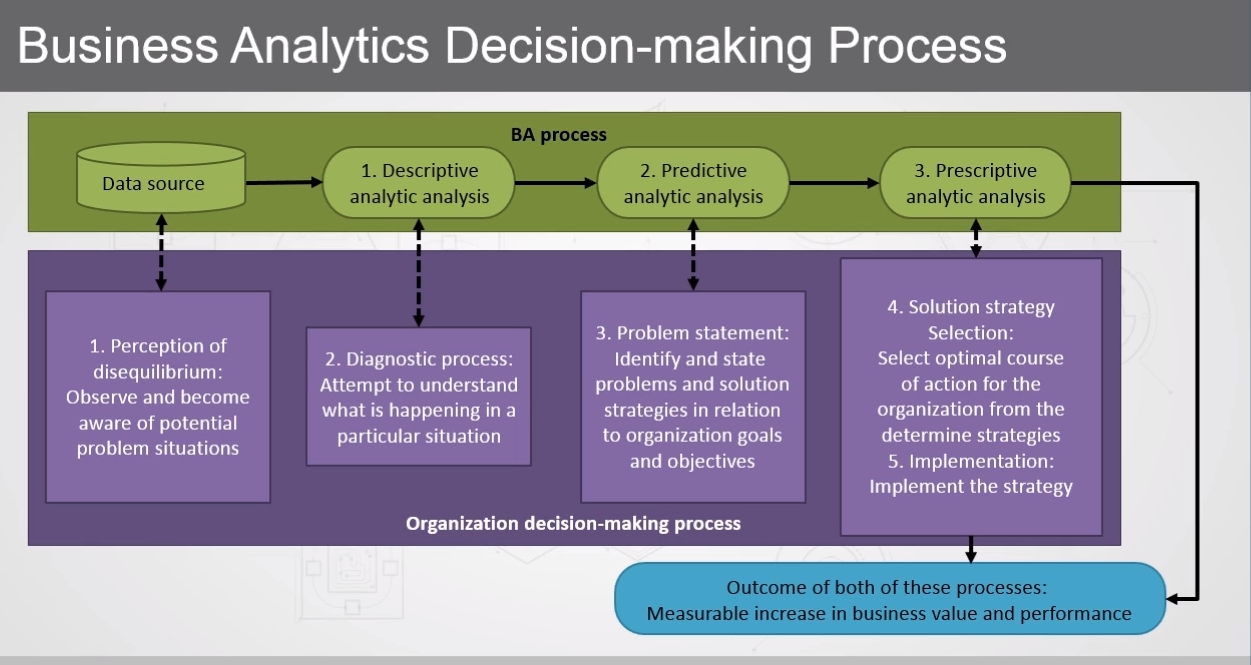 Business Analytics Decision-making Process
BA process
Data source
1. Descriptive
analytic analysis
2. Predictive
analytic analysis
3. Prescriptive
analytic analysis
1. Perception of
disequilibrium:
Observe and become
aware of potential
problem situations
2. Diagnostic process:
Attempt to understand
what is happening in a
particular situation
3. Problem statement:
Identify and state
problems and solution
strategies in relation
to organization goals
and objectives
4. Solution strategy
Selection:
Select optimal course
of action for the
organization from the
determine strategies
5. Implementation:
Implement the strategy
Organization decision-making process
Outcome of both of these processes:
Measurable increase in business value and performance